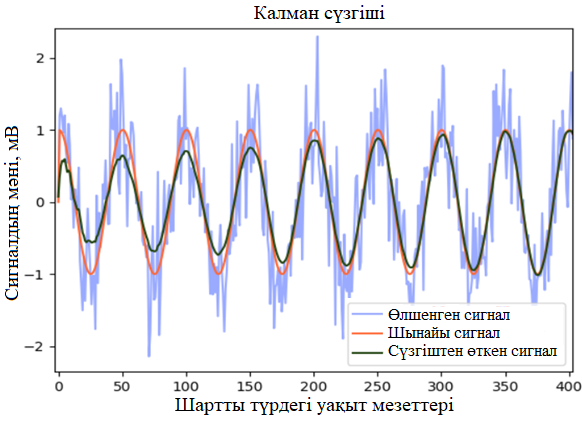 Калман сүзгіші
Сигналдың мәні, мВ
2
1
0
−1
−2
0 50 100 150 200 250 300 350 400
Өлшенген сигнал
Шынайы сигнал
Сүзгіштен өткен сигнал
Шартты түрдегі уақыт мезеттері